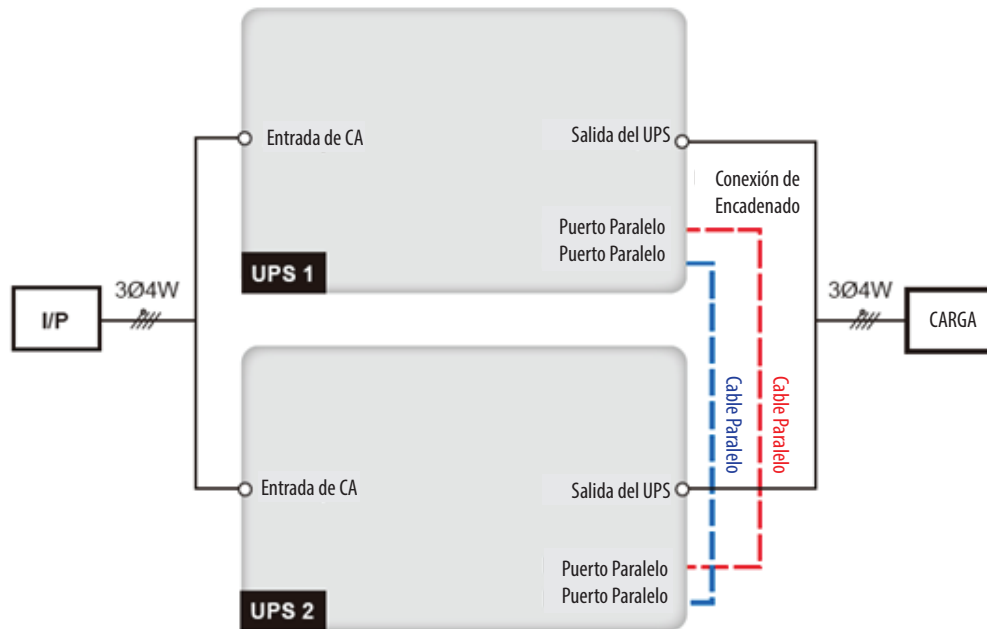 Entrada de CA
Salida del UPS
Conexión de
Encadenado
Puerto Paralelo
Puerto Paralelo
UPS 1
I/P
3Ø4W
3Ø4W
CARGA
Cable Paralelo
Cable Paralelo
Entrada de CA
Salida del UPS
Puerto Paralelo
Puerto Paralelo
UPS 2